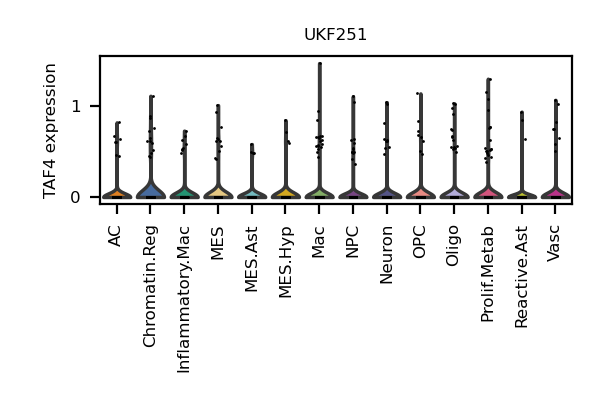 UKF251
TAF4 expression
1
0
AC
Chromatin.Reg
Inflammatory.Mac
MES
MES.Ast
MES.Hyp
Mac
NPC
Neuron
OPC
Oligo
Prolif.Metab
Reactive.Ast
Vasc